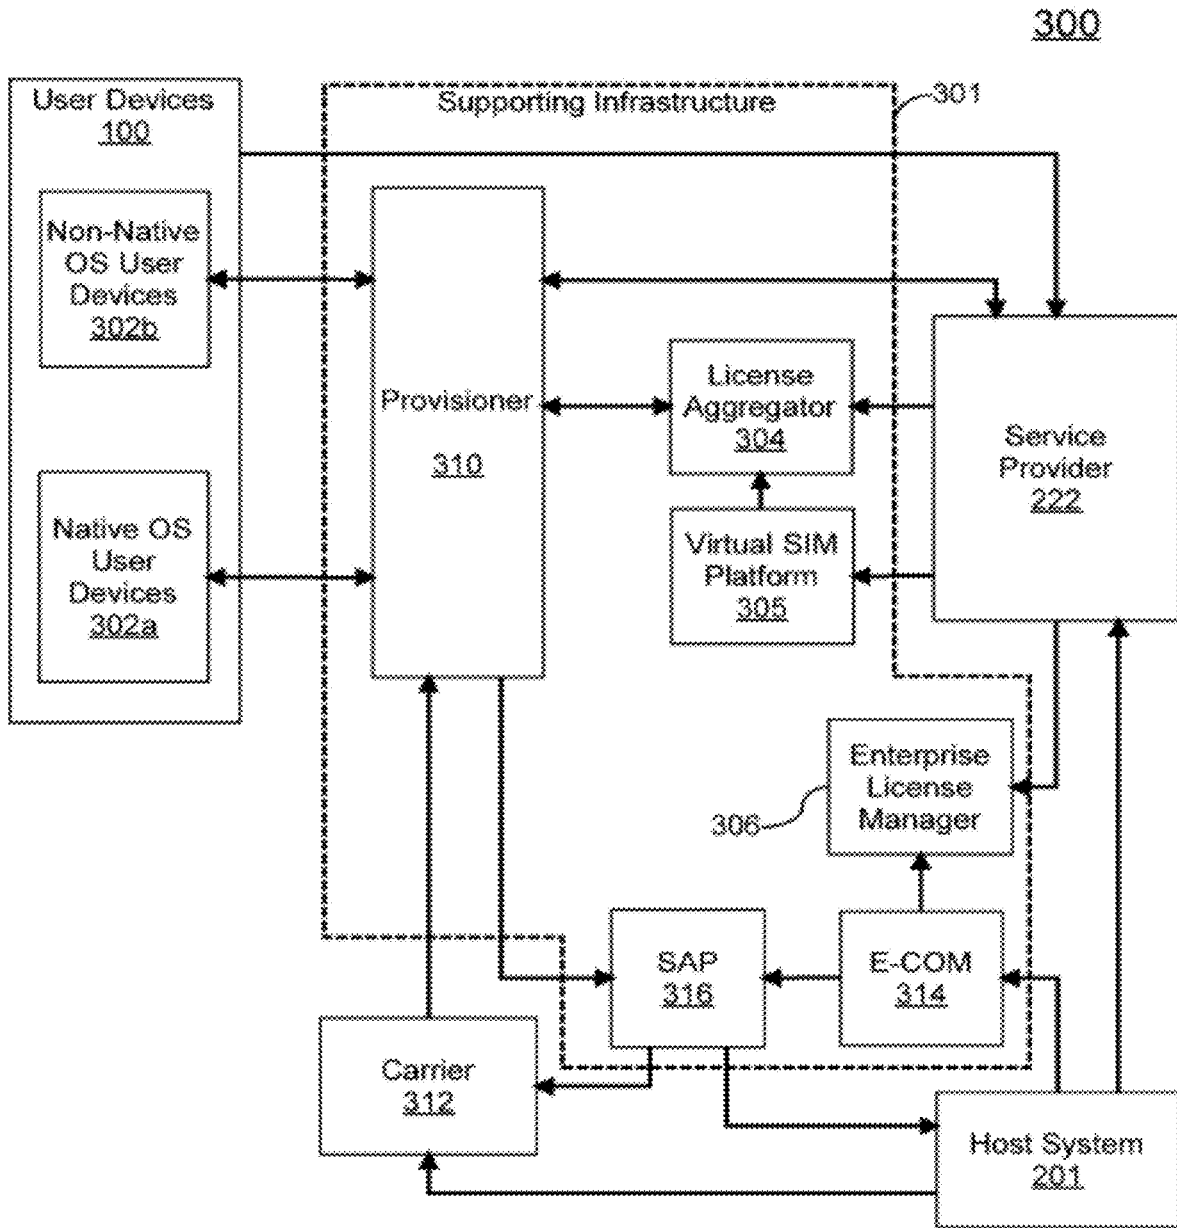 300
User Devices
100
Supporting Infrastructure
301
Non-Native
OS User
Devices
302b
Provisioner
310
License
Aggregator
304
Service
Provider
222
Native OS
User
Devices
302a
Virtual SIM
Platform
305
Enterprise
License
Manager
306
SAP
316
E-COM
314
Carrier
312
Host System
201